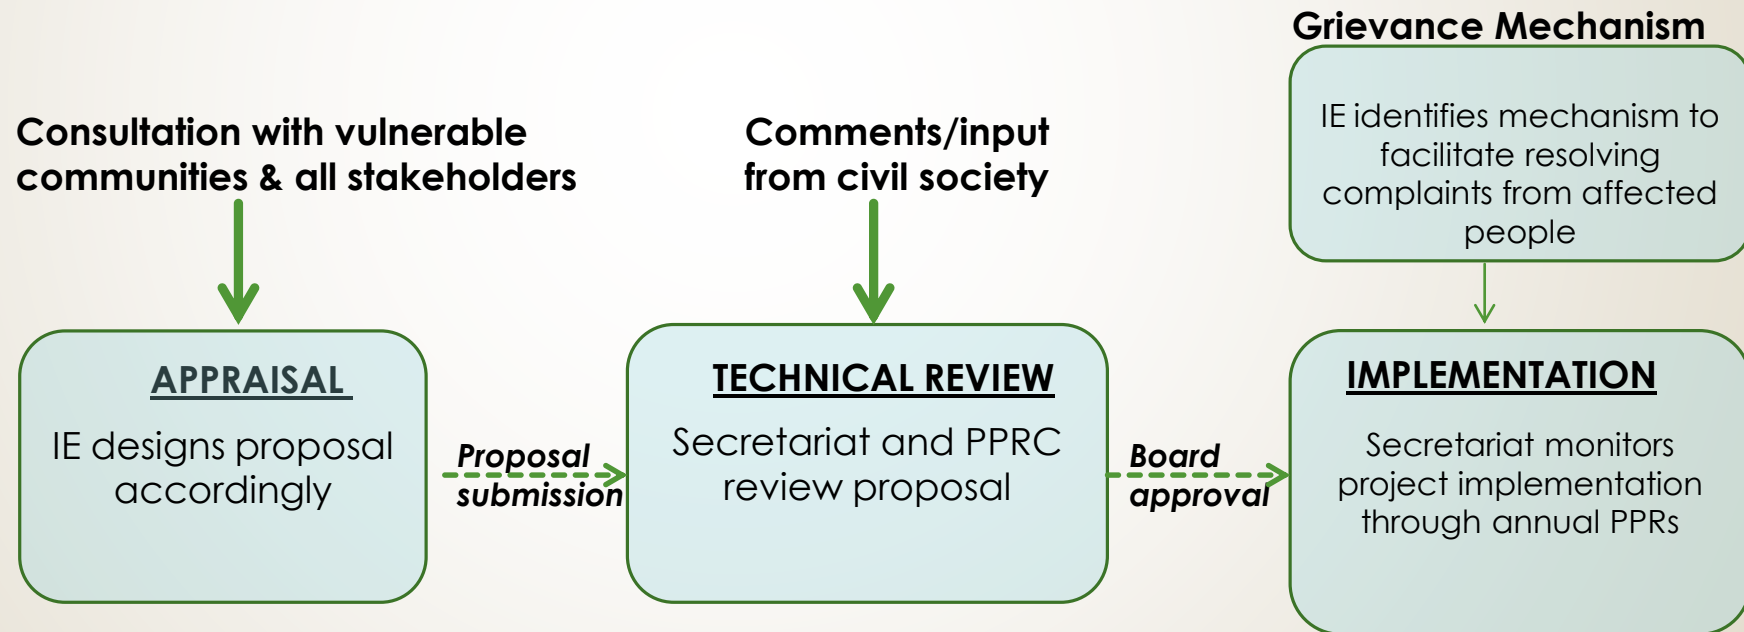 Grievance Mechanism
IE identifies mechanism to
facilitate resolving
complaints from affected
people
Consultation with vulnerable
communities & all stakeholders
Comments/input
from civil society
APPRAISAL
IE designs proposal
accordingly
Proposal
submission
TECHNICAL REVIEW
Secretariat and PPRC
review proposal
Board
approval
IMPLEMENTATION
Secretariat monitors
project implementation
through annual PPRs